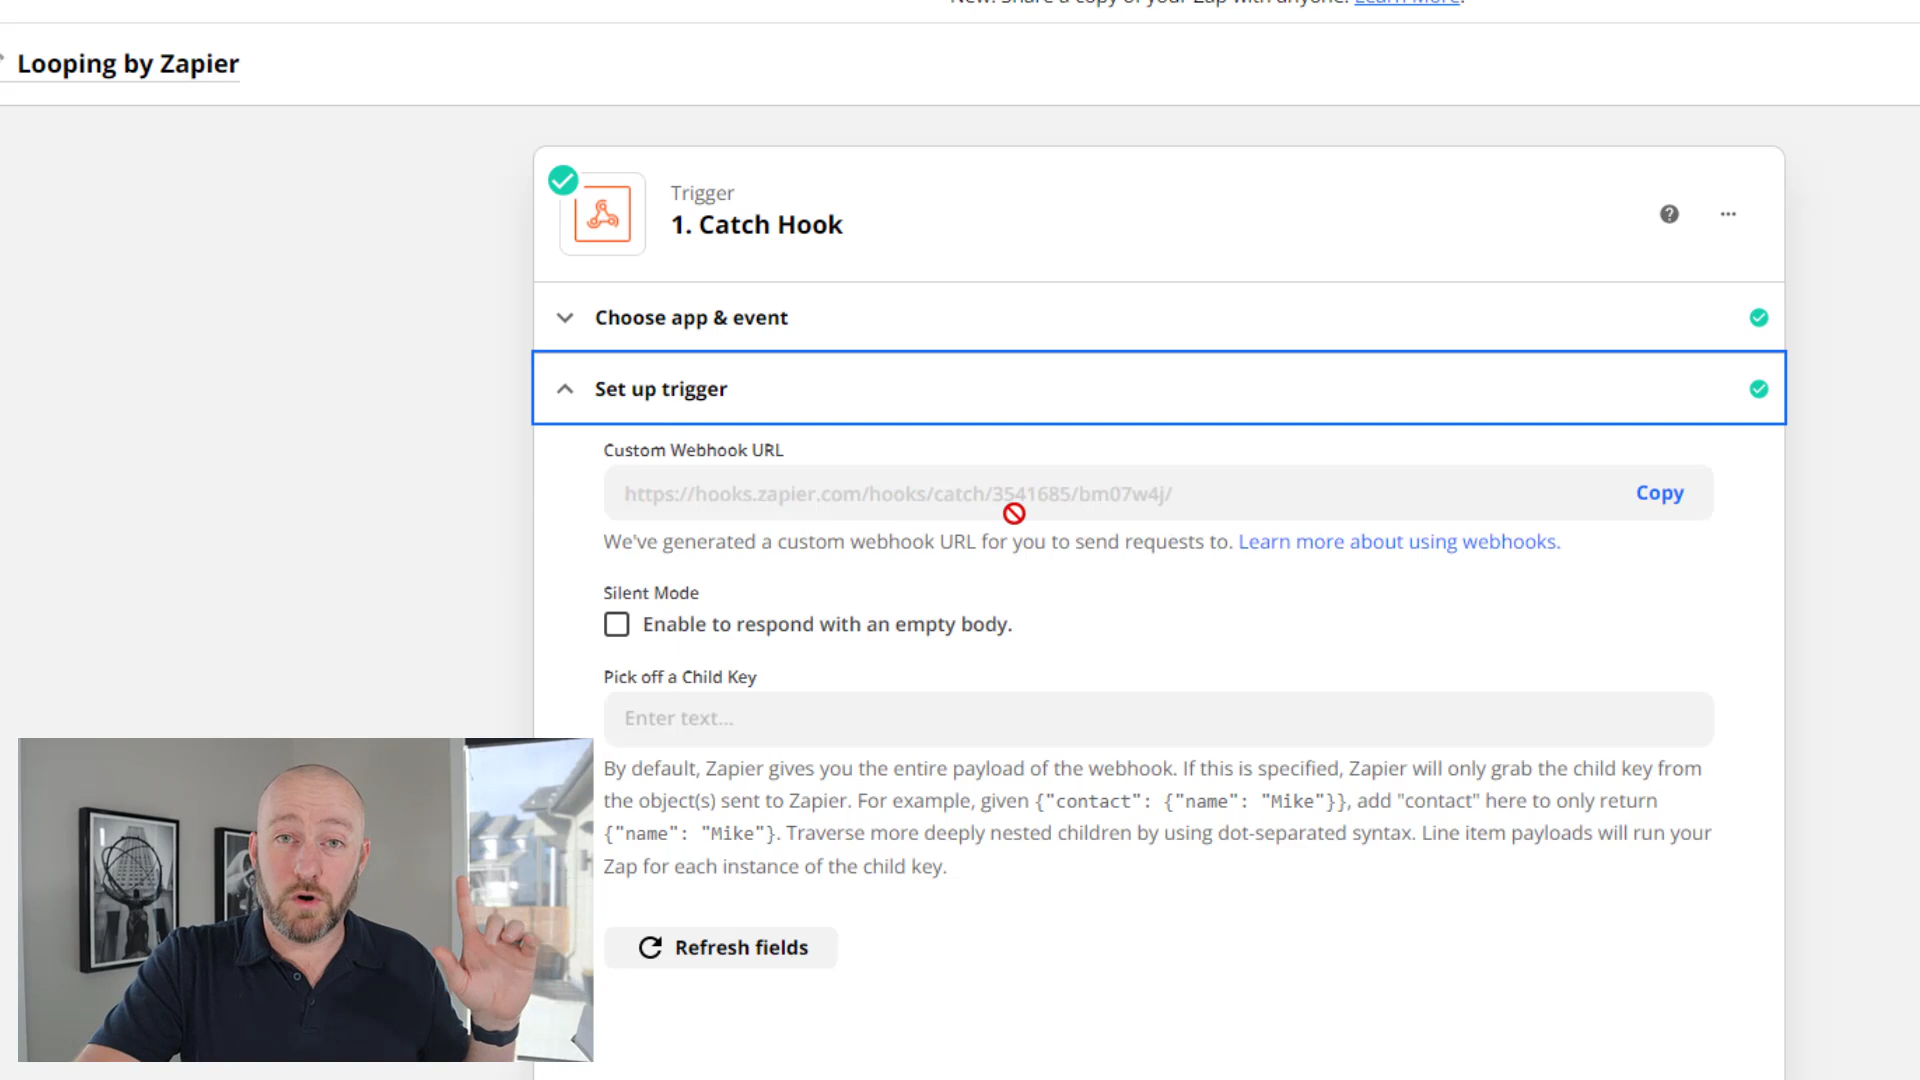 New! Share a copy of your Zap with anyone. Learn More.
Looping by Zapier
Trigger
1. Catch Hook
Choose app & event
Set up trigger
Custom Webhook URL
https://hooks.zapier.com/hooks/catch/3541685/bm07w4j/
Copy
We've generated a custom webhook URL for you to send requests to. Learn more about using webhooks.
Silent Mode
Enable to respond with an empty body.
Pick off a Child Key
Enter text...
By default, Zapier gives you the entire payload of the webhook. If this is specified, Zapier will only grab the child key from
the object(s) sent to Zapier. For example, given {"contact": {"name": "Mike"}}, add "contact" here to only return
{"name": "Mike"}. Traverse more deeply nested children by using dot-separated syntax. Line item payloads will run your
Zap for each instance of the child key.
Refresh fields